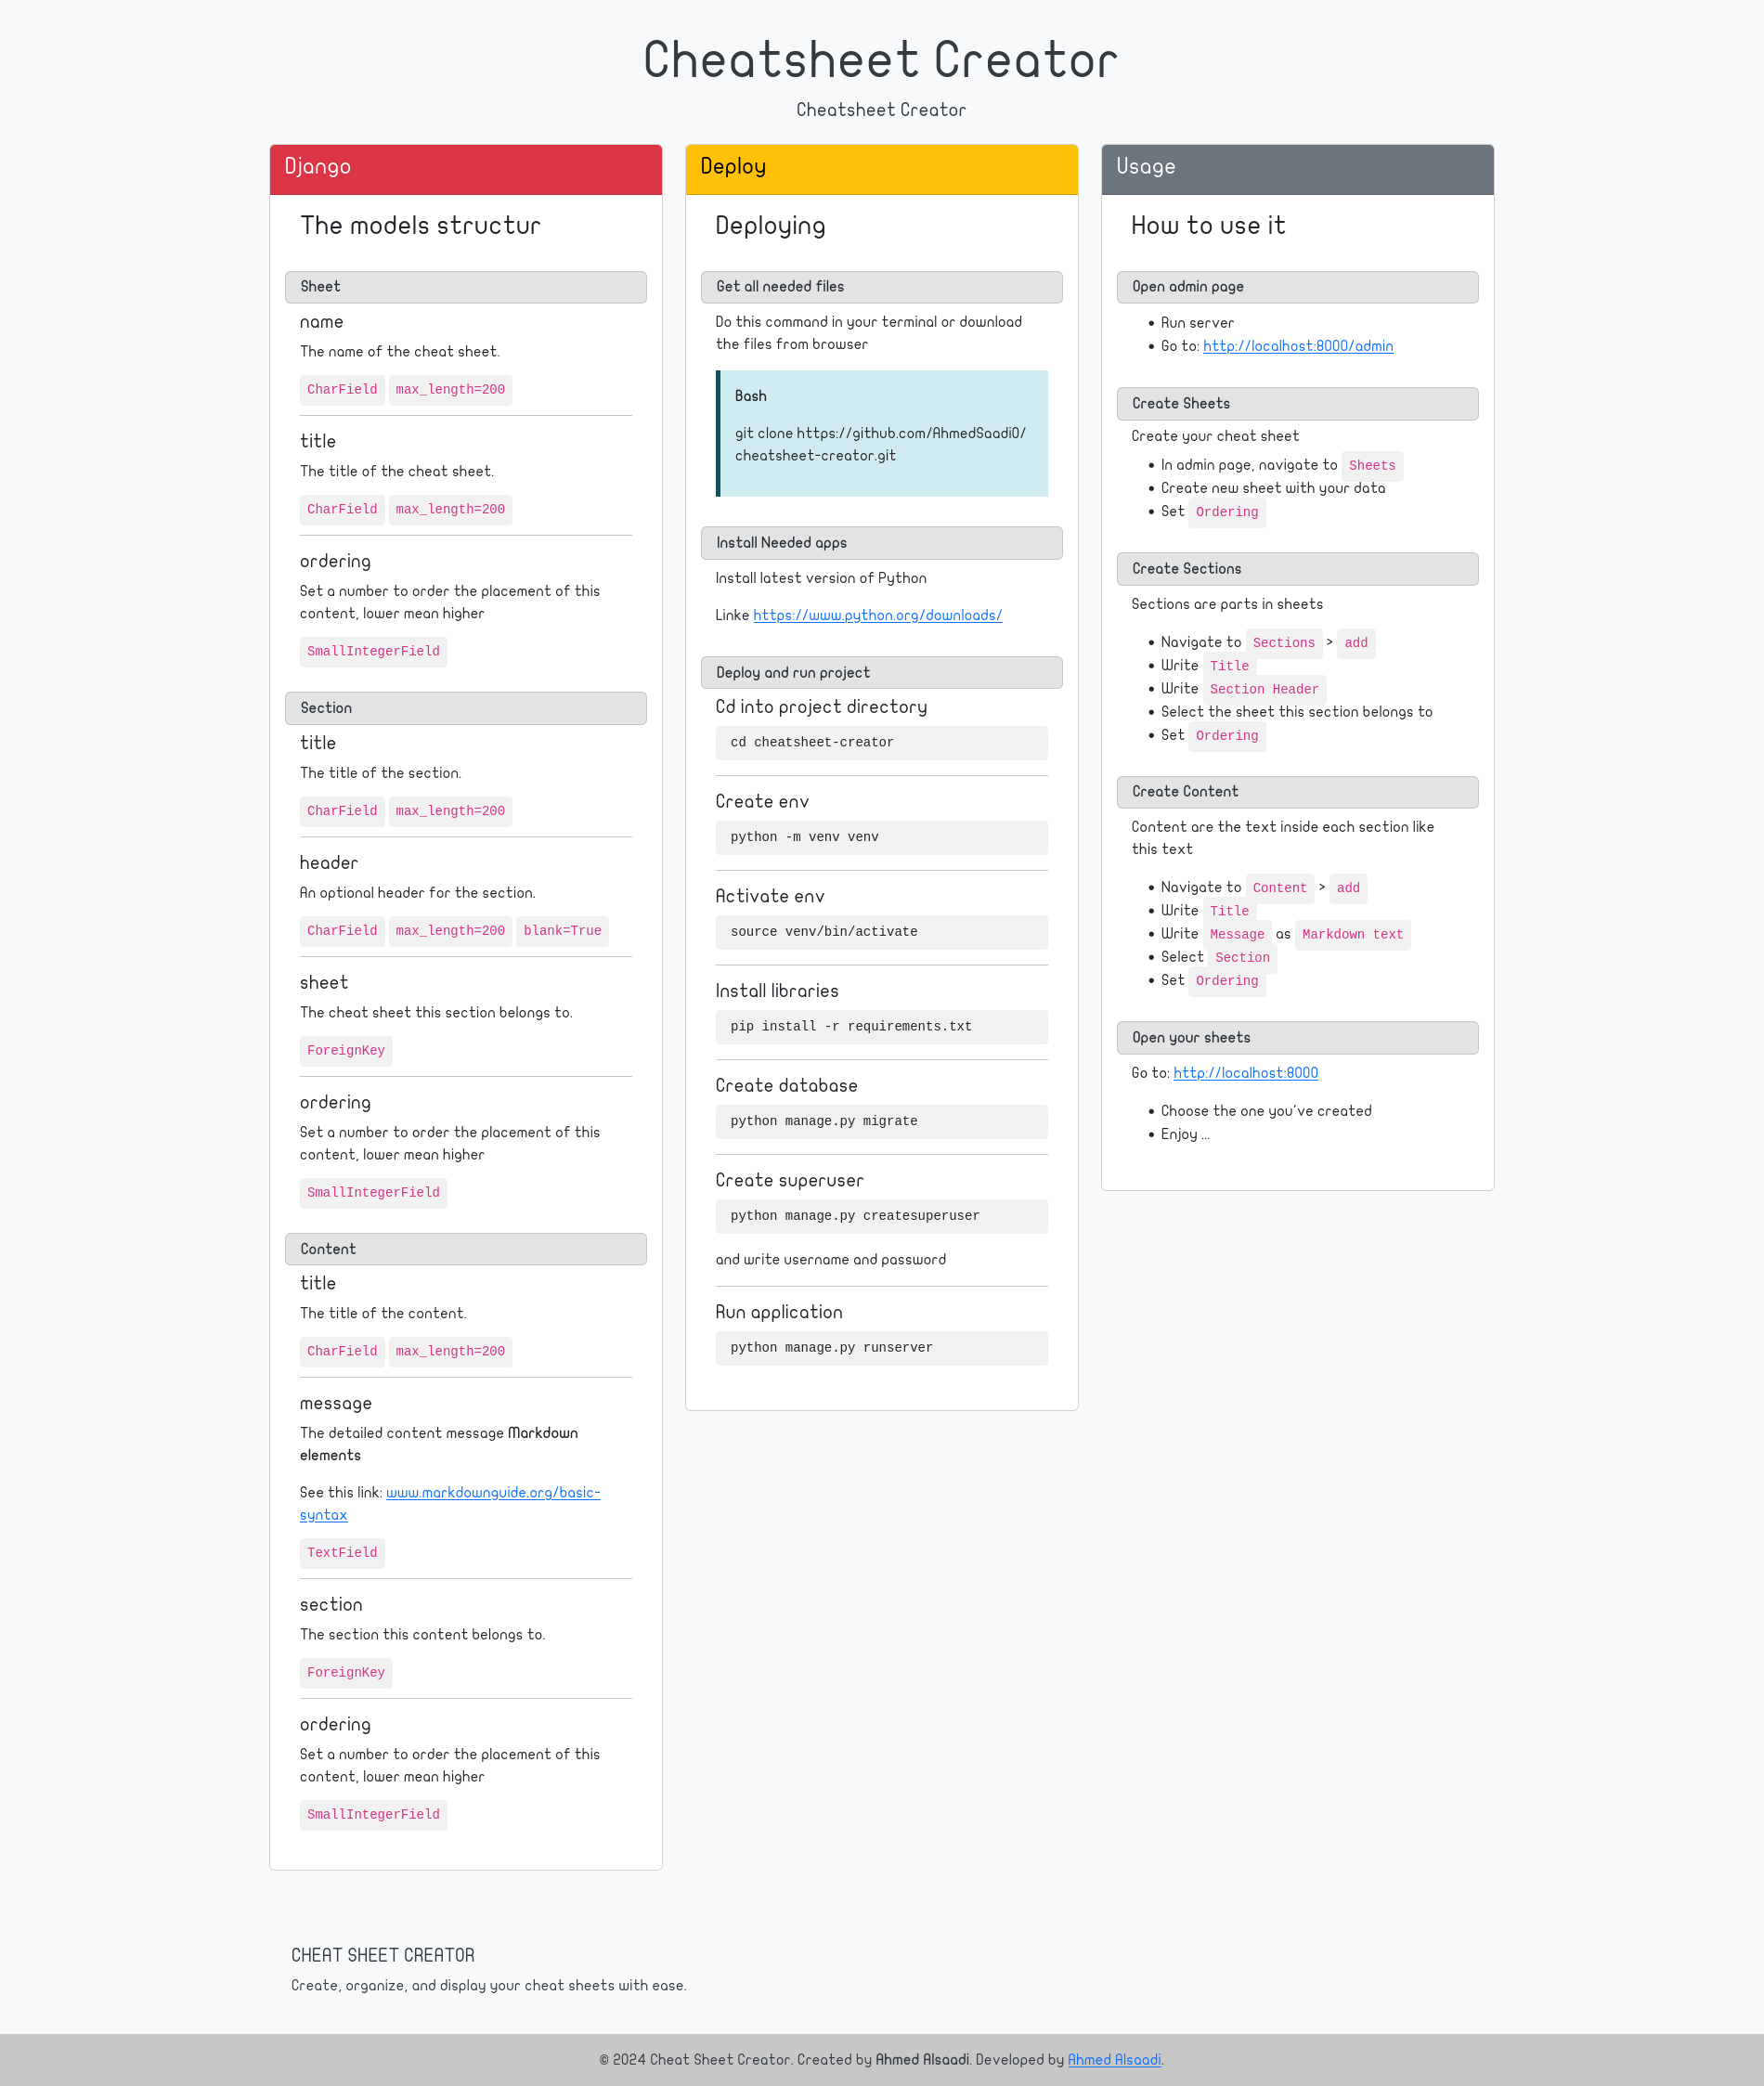 Cheatsheet Creator
Cheatsheet Creator
Django
The models structur
Sheet
name
The name of the cheat sheet.
CharField max_length=200
title
The title of the cheat sheet.
CharField max_length=200
ordering
Set a number to order the placement of this
content, lower mean higher
SmallIntegerField
Section
title
The title of the section.
CharField max_length=200
header
An optional header for the section.
CharField max_length=200 blank=True
sheet
The cheat sheet this section belongs to.
ForeignKey
ordering
Set a number to order the placement of this
content, lower mean higher
SmallIntegerField
Content
title
The title of the content.
CharField max_length=200
message
The detailed content message Markdown
elements
See this link: www.markdownguide.org/basic-
syntax
TextField
section
The section this content belongs to.
ForeignKey
ordering
Set a number to order the placement of this
content, lower mean higher
SmallIntegerField
Deploy
Deploying
Get all needed files
Do this command in your terminal or download
the files from browser
Bash
git clone https://github.com/AhmedSaadi0/
cheatsheet-creator.git
Install Needed apps
Install latest version of Python
Linke https://www.python.org/downloads/
Deploy and run project
Cd into project directory
cd cheatsheet-creator
Create env
python -m venv venv
Activate env
source venv/bin/activate
Install libraries
pip install -r requirements.txt
Create database
python manage.py migrate
Create superuser
python manage.py createsuperuser
and write username and password
Run application
python manage.py runserver
Usage
How to use it
Open admin page
• Run server
• Go to: http://localhost:8000/admin
Create Sheets
Create your cheat sheet
• In admin page, navigate to Sheets
• Create new sheet with your data
• Set Ordering
Create Sections
Sections are parts in sheets
• Navigate to Sections > add
• Write Title
• Write Section Header
• Select the sheet this section belongs to
• Set Ordering
Create Content
Content are the text inside each section like
this text
• Navigate to Content > add
• Write Title
• Write Message as Markdown text
• Select Section
• Set Ordering
Open your sheets
Go to: http://localhost:8000
• Choose the one you've created
• Enjoy ...
CHEAT SHEET CREATOR
Create, organize, and display your cheat sheets with ease.
© 2024 Cheat Sheet Creator. Created by Ahmed Alsaadi. Developed by Ahmed Alsaadi.